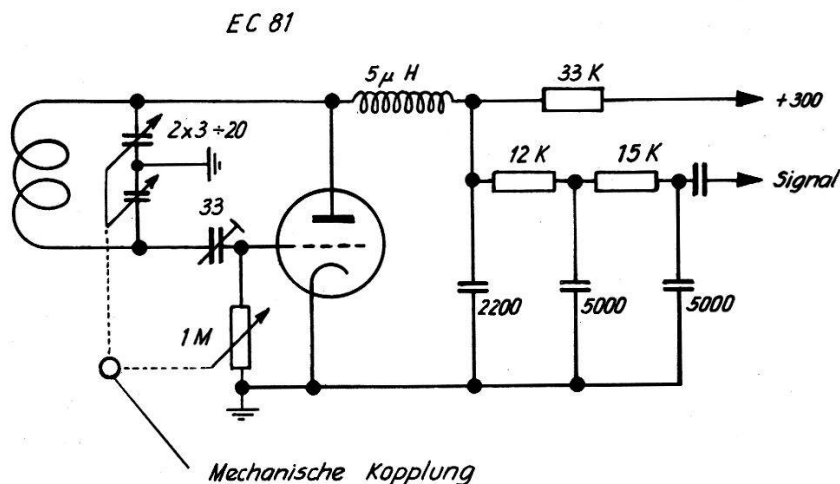 EC 81
5μ H
33 K
+300
2x3÷20
12 K
15 K
Signal
33
2200
5000
5000
1 M
Mechanische Kopplung